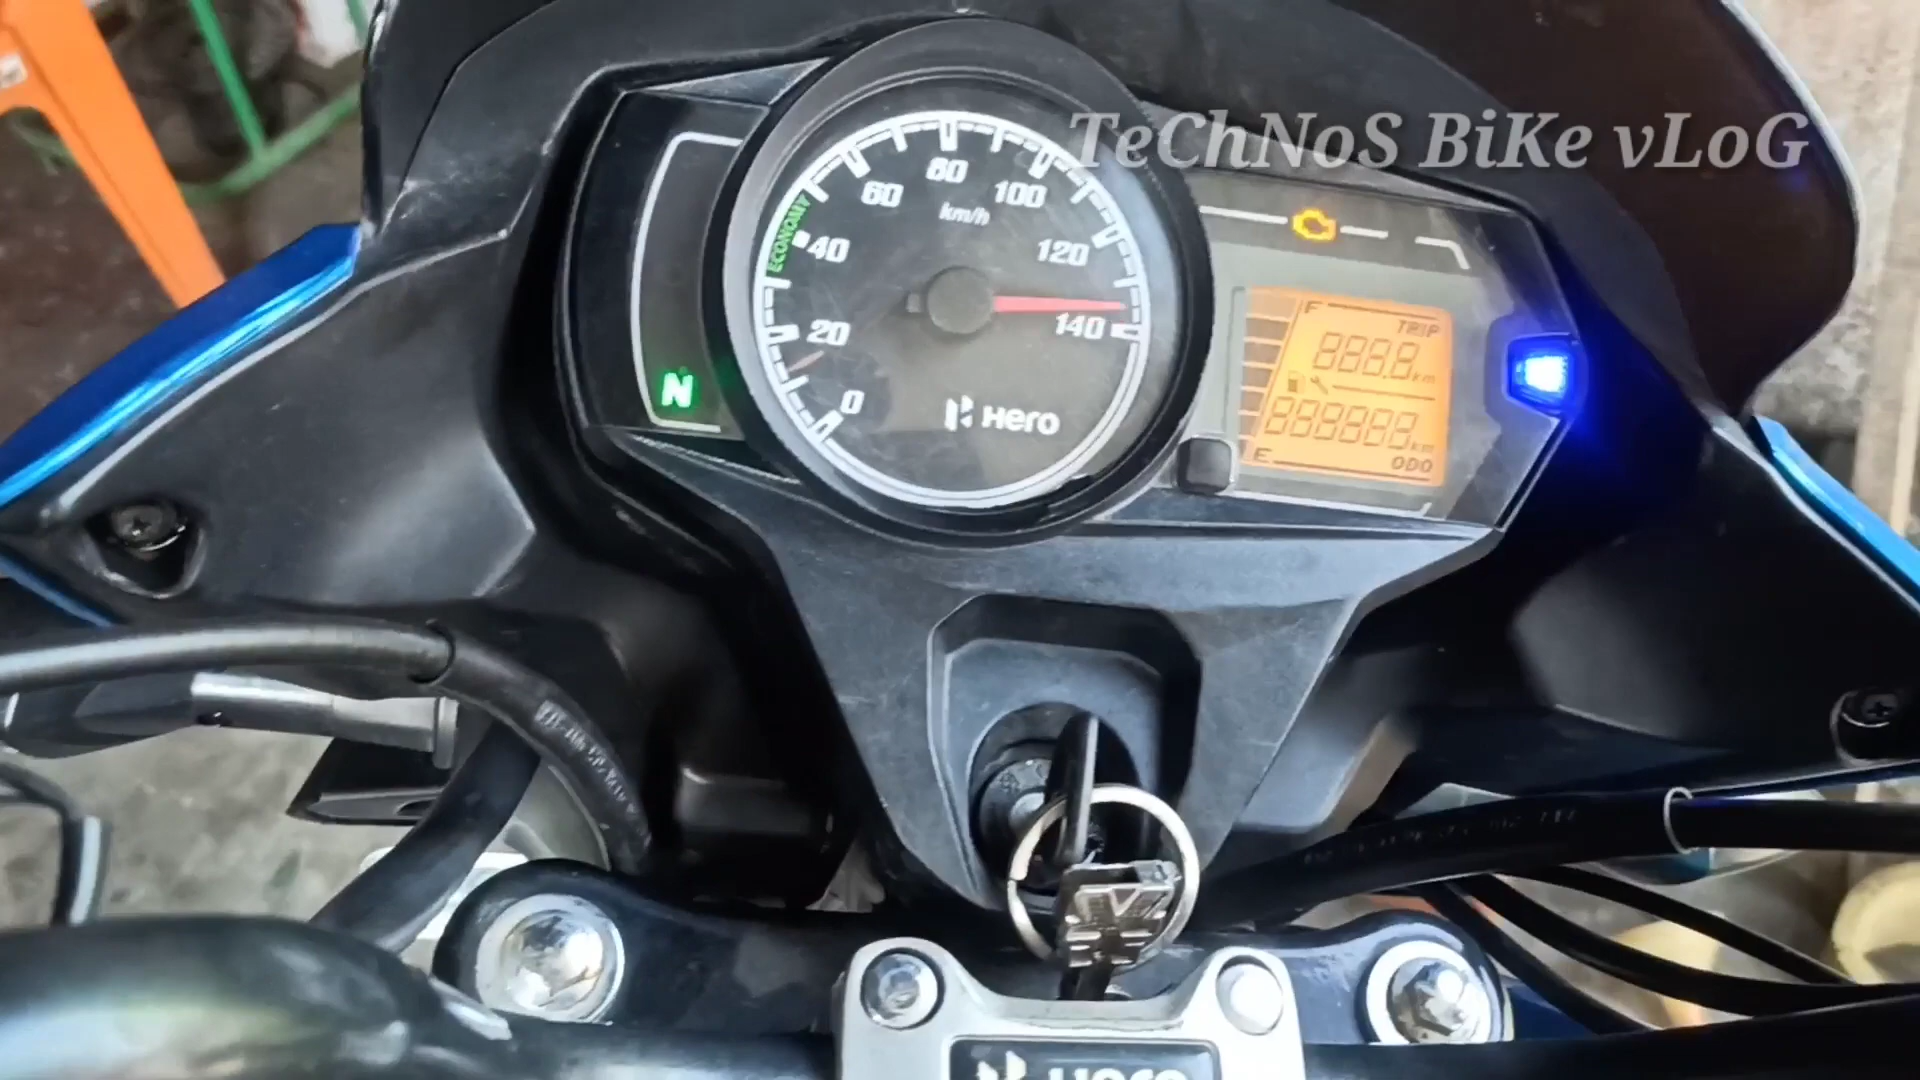 TeChNoS BiKe vLoG
ECONOMY
0
20
40
60
80
100
120
140
km/h
Hero
N
F
TRIP
888.8 km
888888 km
E
ODO
Hero